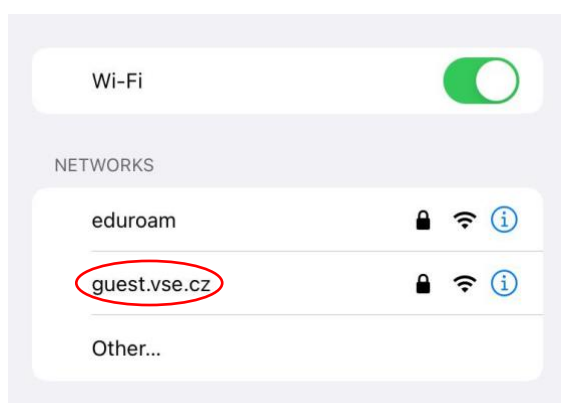 Wi-Fi
NETWORKS
eduroam
guest.vse.cz
Other...